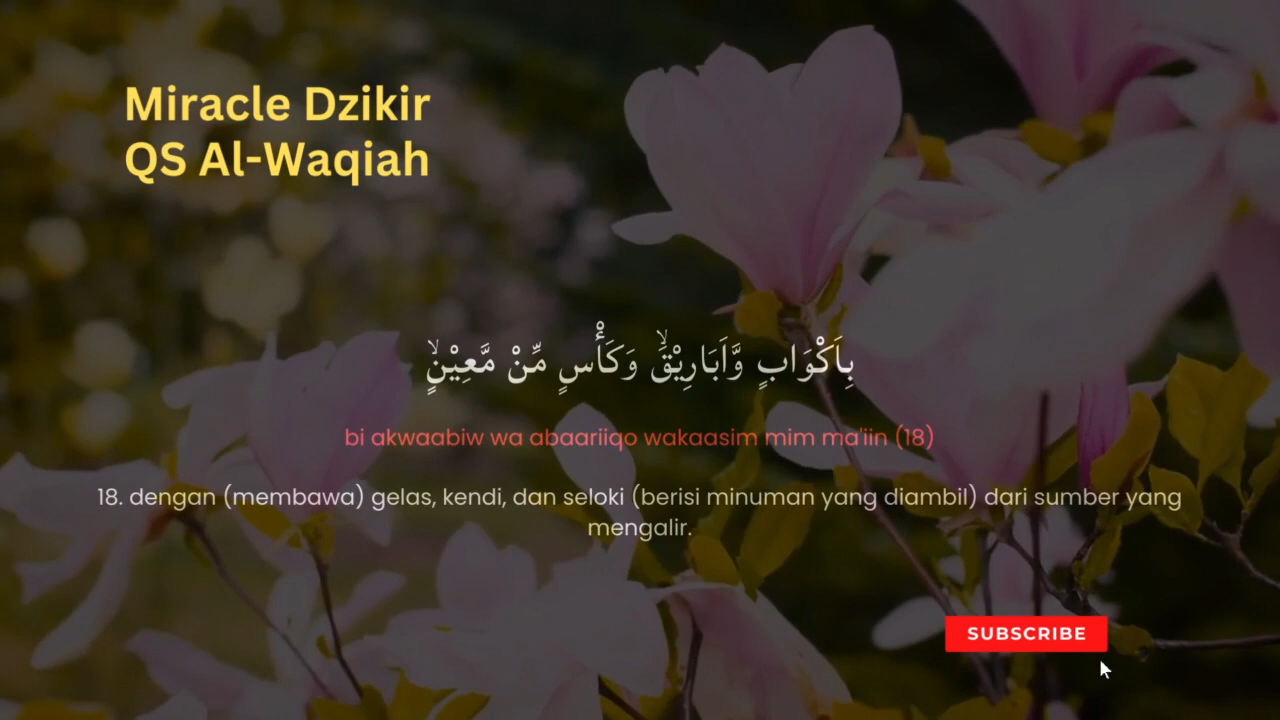 Miracle Dzikir
QS Al-Waqiah
بِاَكْوَابٍ وَّاَبَارِيْقَۙ وَكَأْسٍ مِّنْ مَّعِيْنٍۙ
bi akwaabiw wa abaariiqo wakaasim mim ma'iin (18)
18. dengan (membawa) gelas, kendi, dan seloki (berisi minuman yang diambil) dari sumber yang
mengalir.
SUBSCRIBE